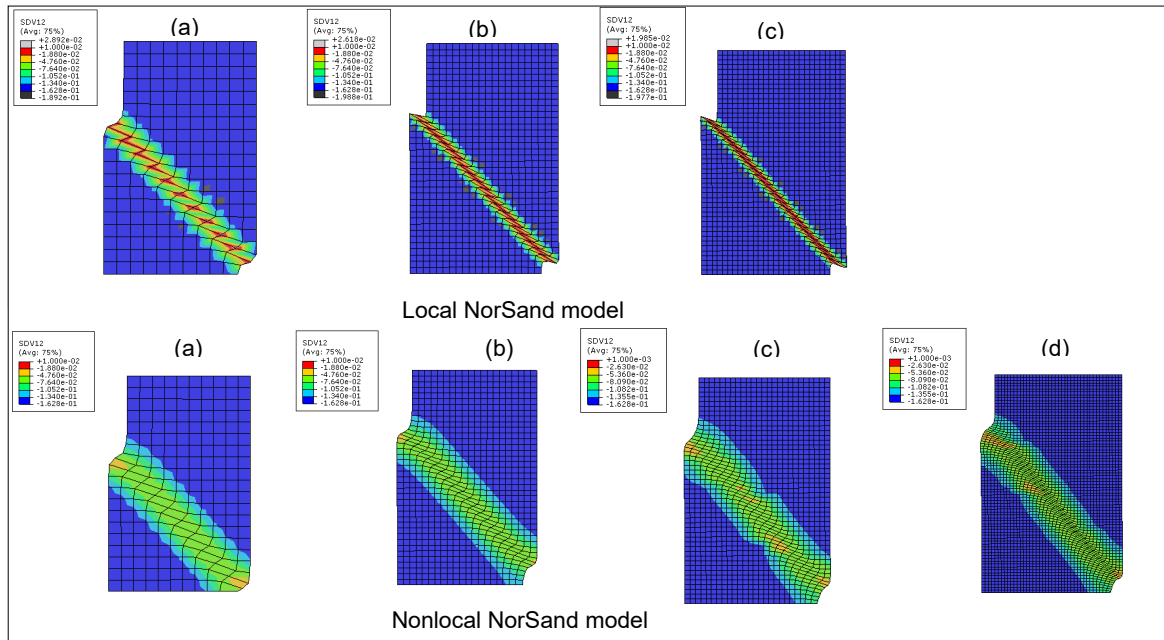 (a)
SDV12
(Avg: 75%)
+2.892e-02
+1.000e-02
-1.880e-02
-4.760e-02
-7.640e-02
-1.052e-01
-1.340e-01
-1.628e-01
-1.892e-01
(b)
SDV12
(Avg: 75%)
+2.618e-02
+1.000e-02
-1.880e-02
-4.760e-02
-7.640e-02
-1.052e-01
-1.340e-01
-1.628e-01
-1.988e-01
(c)
SDV12
(Avg: 75%)
+1.985e-02
+1.000e-02
-1.880e-02
-4.760e-02
-7.640e-02
-1.052e-01
-1.340e-01
-1.628e-01
-1.977e-01
Local NorSand model
(a)
SDV12
(Avg: 75%)
+1.000e-02
-1.880e-02
-4.760e-02
-7.640e-02
-1.052e-01
-1.340e-01
-1.628e-01
(b)
SDV12
(Avg: 75%)
+1.000e-02
-1.880e-02
-4.760e-02
-7.640e-02
-1.052e-01
-1.340e-01
-1.628e-01
(c)
SDV12
(Avg: 75%)
+1.000e-03
-2.630e-02
-5.360e-02
-8.090e-02
-1.082e-01
-1.355e-01
-1.628e-01
(d)
SDV12
(Avg: 75%)
+1.000e-03
-2.630e-02
-5.360e-02
-8.090e-02
-1.082e-01
-1.355e-01
-1.628e-01
Nonlocal NorSand model